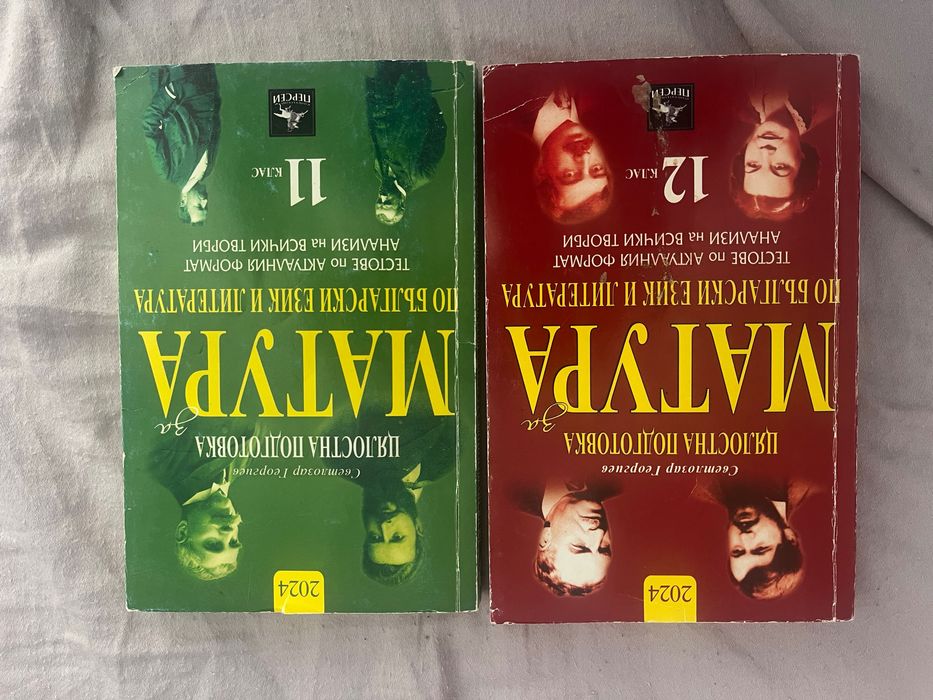 2024
Светлозар Георгиев
ЦЯЛОСТНА ПОДГОТОВКА
за
МАТУРА
ПО БЪЛГАРСКИ ЕЗИК И ЛИТЕРАТУРА
ТЕСТОВЕ по АКТУАЛНИЯ ФОРМАТ
АНАЛИЗИ на ВСИЧКИ ТВОРБИ
12 КЛАС
ПЕРСЕЙ
2024
Светлозар Георгиев
ЦЯЛОСТНА ПОДГОТОВКА
за
МАТУРА
ПО БЪЛГАРСКИ ЕЗИК И ЛИТЕРАТУРА
ТЕСТОВЕ по АКТУАЛНИЯ ФОРМАТ
АНАЛИЗИ на ВСИЧКИ ТВОРБИ
11 КЛАС
ПЕРСЕЙ